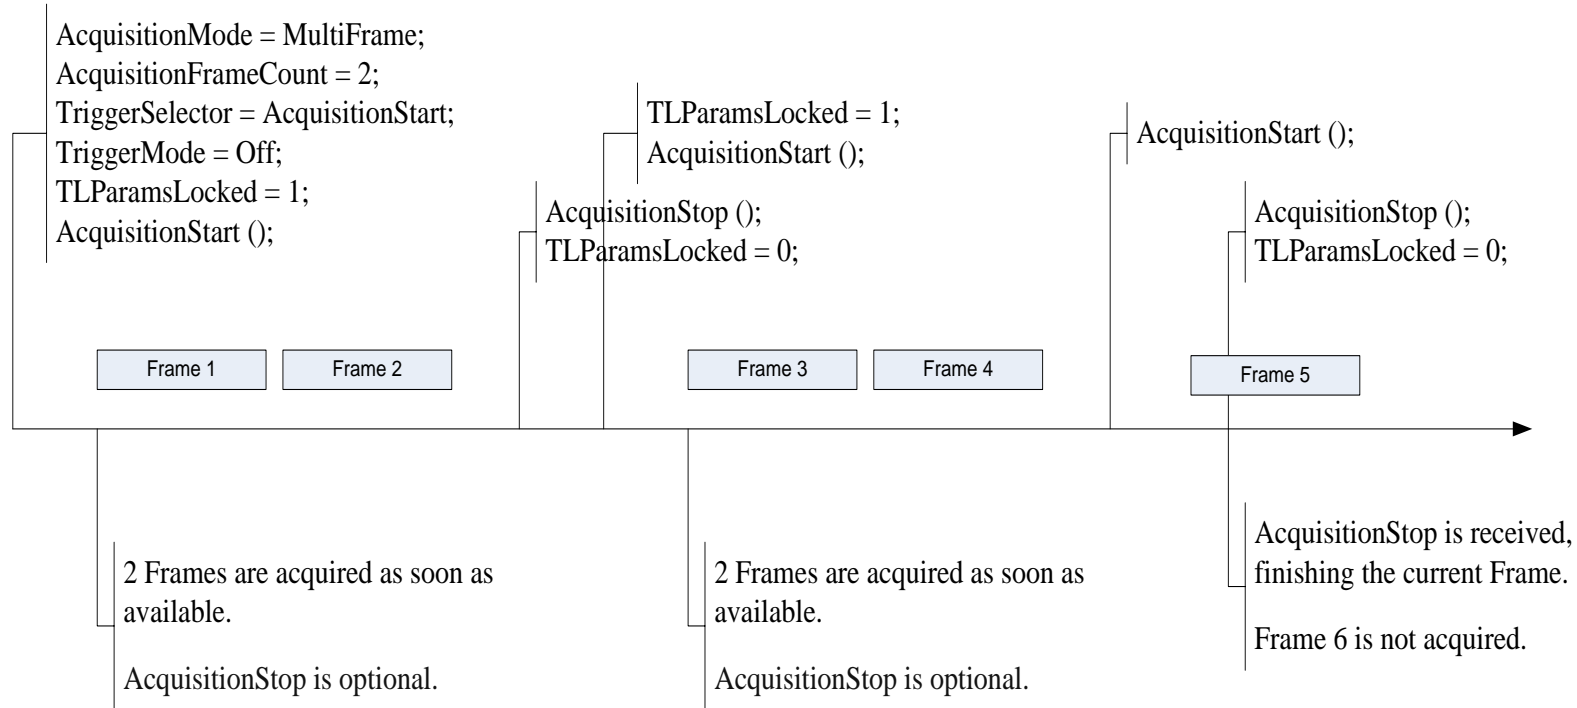 AcquisitionMode = MultiFrame;
AcquisitionFrameCount = 2;
TriggerSelector = AcquisitionStart;
TriggerMode = Off;
TLParamsLocked = 1;
AcquisitionStart ();
TLParamsLocked = 1;
AcquisitionStart ();
AcquisitionStop ();
TLParamsLocked = 0;
AcquisitionStart ();
AcquisitionStop ();
TLParamsLocked = 0;
Frame 1
Frame 2
Frame 3
Frame 4
Frame 5
2 Frames are acquired as soon as
available.
AcquisitionStop is optional.
2 Frames are acquired as soon as
available.
AcquisitionStop is optional.
AcquisitionStop is received,
finishing the current Frame.
Frame 6 is not acquired.